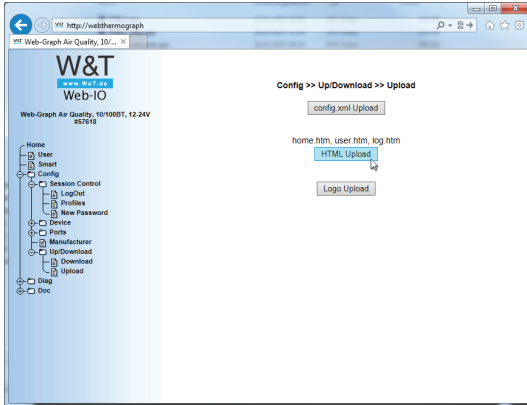 http://webthermograph
Web-Graph Air Quality, 10/...
W&T
www.WuT.de
Web-IO
Web-Graph Air Quality, 10/100BT, 12-24V
#57618
Home
User
Smart
Config
Session Control
LogOut
Profiles
New Password
Device
Ports
Manufacturer
Up/Download
Download
Upload
Diag
Doc
Config >> Up/Download >> Upload
config.xml Upload
home.htm, user.htm, log.htm
HTML Upload
Logo Upload